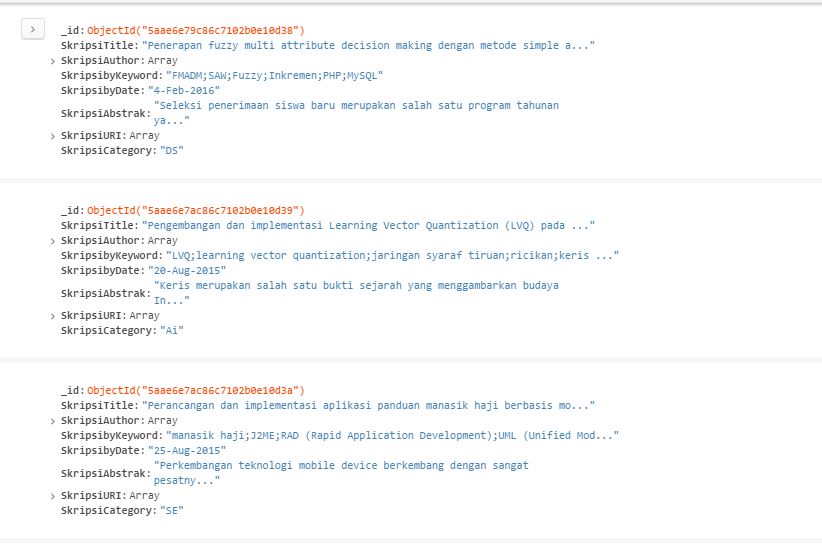 _id: ObjectId("5aae6e79c86c7102b0e10d38")
SkripsiTitle: "Penerapan fuzzy multi attribute decision making dengan metode simple a..."
> SkripsiAuthor: Array
SkripsibyKeyword: "FMADM;SAW;Fuzzy;Inkremen;PHP;MySQL"
SkripsibyDate: "4-Feb-2016"
SkripsiAbstrak: "Seleksi penerimaan siswa baru merupakan salah satu program tahunan
ya..."
> SkripsiURI: Array
SkripsiCategory: "DS"
_id: ObjectId("5aae6e7ac86c7102b0e10d39")
SkripsiTitle: "Pengembangan dan implementasi Learning Vector Quantization (LVQ) pada ..."
> SkripsiAuthor: Array
SkripsibyKeyword: "LVQ;learning vector quantization;jaringan syaraf tiruan;ricikan;keris ..."
SkripsibyDate: "20-Aug-2015"
SkripsiAbstrak: "Keris merupakan salah satu bukti sejarah yang menggambarkan budaya
In..."
> SkripsiURI: Array
SkripsiCategory: "Ai"
_id: ObjectId("5aae6e7ac86c7102b0e10d3a")
SkripsiTitle: "Perancangan dan implementasi aplikasi panduan manasik haji berbasis mo..."
> SkripsiAuthor: Array
SkripsibyKeyword: "manasik haji;J2ME;RAD (Rapid Application Development);UML (Unified Mod..."
SkripsibyDate: "25-Aug-2015"
SkripsiAbstrak: "Perkembangan teknologi mobile device berkembang dengan sangat
pesatny..."
> SkripsiURI: Array
SkripsiCategory: "SE"